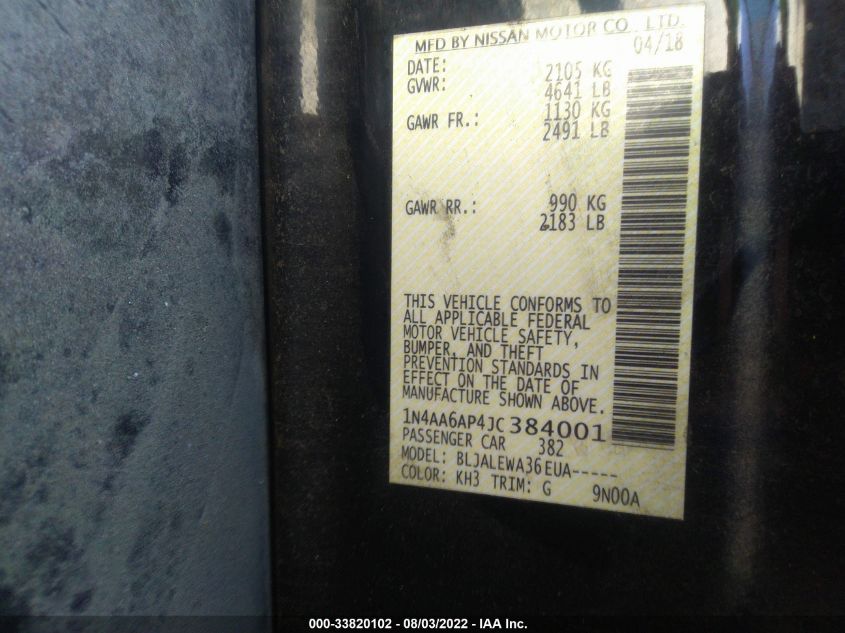 MFD BY NISSAN MOTOR CO., LTD.
DATE: 04/18
GVWR: 2105 KG
4641 LB
GAWR FR.: 1130 KG
2491 LB
GAWR RR.: 990 KG
2183 LB
THIS VEHICLE CONFORMS TO
ALL APPLICABLE FEDERAL
MOTOR VEHICLE SAFETY,
BUMPER, AND THEFT
PREVENTION STANDARDS IN
EFFECT ON THE DATE OF
MANUFACTURE SHOWN ABOVE.
1N4AA6AP4JC384001
PASSENGER CAR 382
MODEL: BLJALEWA36EUA-----
COLOR: KH3 TRIM: G 9N00A
000-33820102 - 08/03/2022 - IAA Inc.